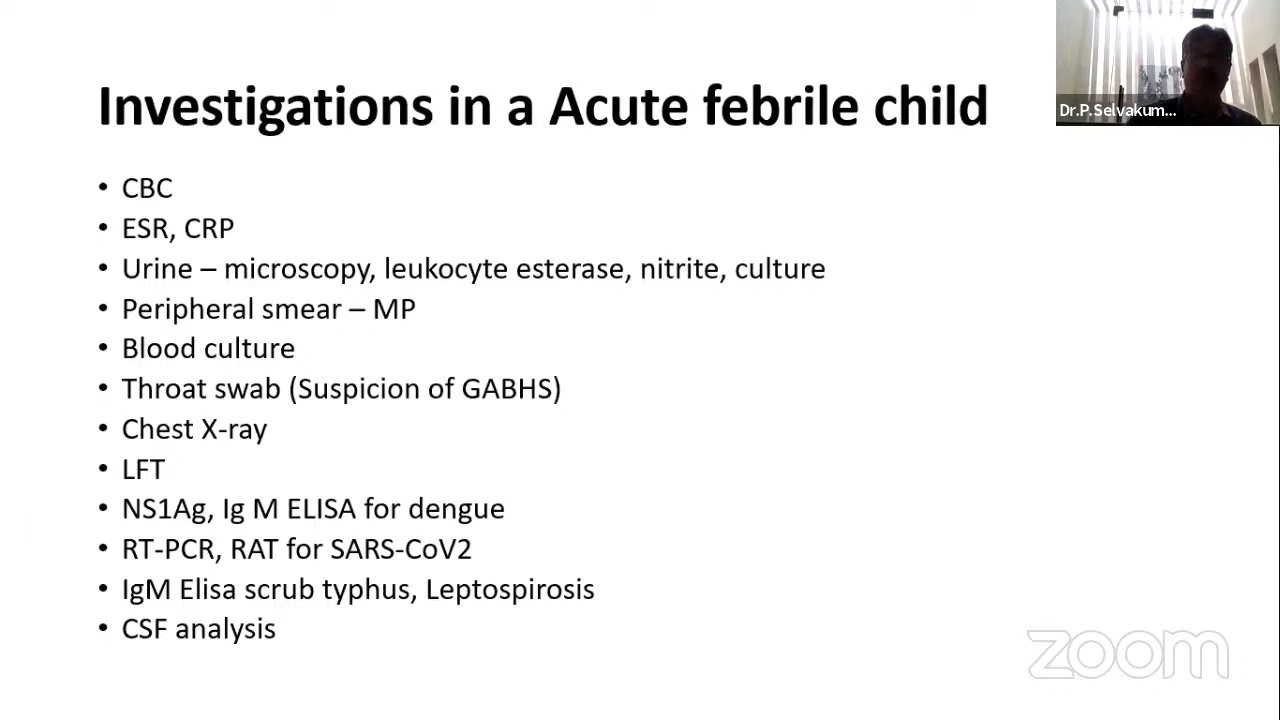 Investigations in a Acute febrile child
Dr.P.Selvakum...
• CBC
• ESR, CRP
• Urine – microscopy, leukocyte esterase, nitrite, culture
• Peripheral smear – MP
• Blood culture
• Throat swab (Suspicion of GABHS)
• Chest X-ray
• LFT
• NS1Ag, Ig M ELISA for dengue
• RT-PCR, RAT for SARS-CoV2
• IgM Elisa scrub typhus, Leptospirosis
• CSF analysis
zoom